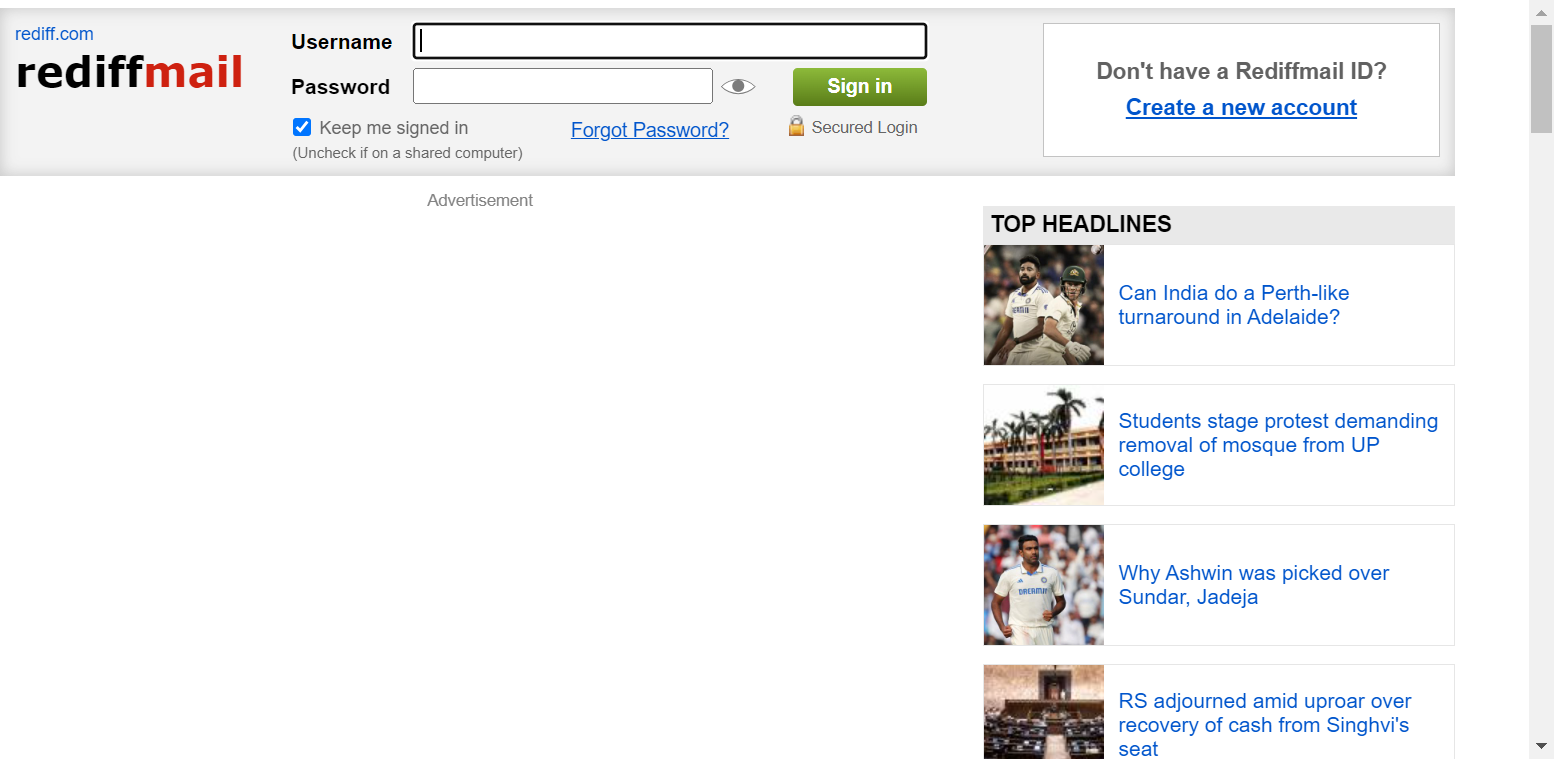 rediff.com
rediffmail
Username
Password
Sign in
Keep me signed in
(Uncheck if on a shared computer)
Forgot Password?
Secured Login
Don't have a Rediffmail ID?
Create a new account
Advertisement
TOP HEADLINES
Can India do a Perth-like
turnaround in Adelaide?
Students stage protest demanding
removal of mosque from UP
college
DREAM11
Why Ashwin was picked over
Sundar, Jadeja
RS adjourned amid uproar over
recovery of cash from Singhvi's
seat